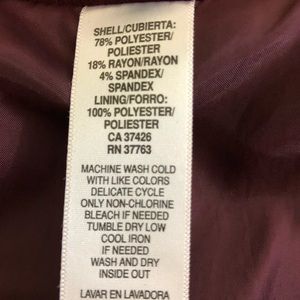 SHELL/CUBIERTA:
78% POLYESTER/
POLIESTER
18% RAYON/RAYON
4% SPANDEX/
SPANDEX
LINING/FORRO:
100% POLYESTER/
POLIESTER
CA 37426
RN 37763
MACHINE WASH COLD
WITH LIKE COLORS
DELICATE CYCLE
ONLY NON-CHLORINE
BLEACH IF NEEDED
TUMBLE DRY LOW
COOL IRON
IF NEEDED
WASH AND DRY
INSIDE OUT
LAVAR EN LAVADORA